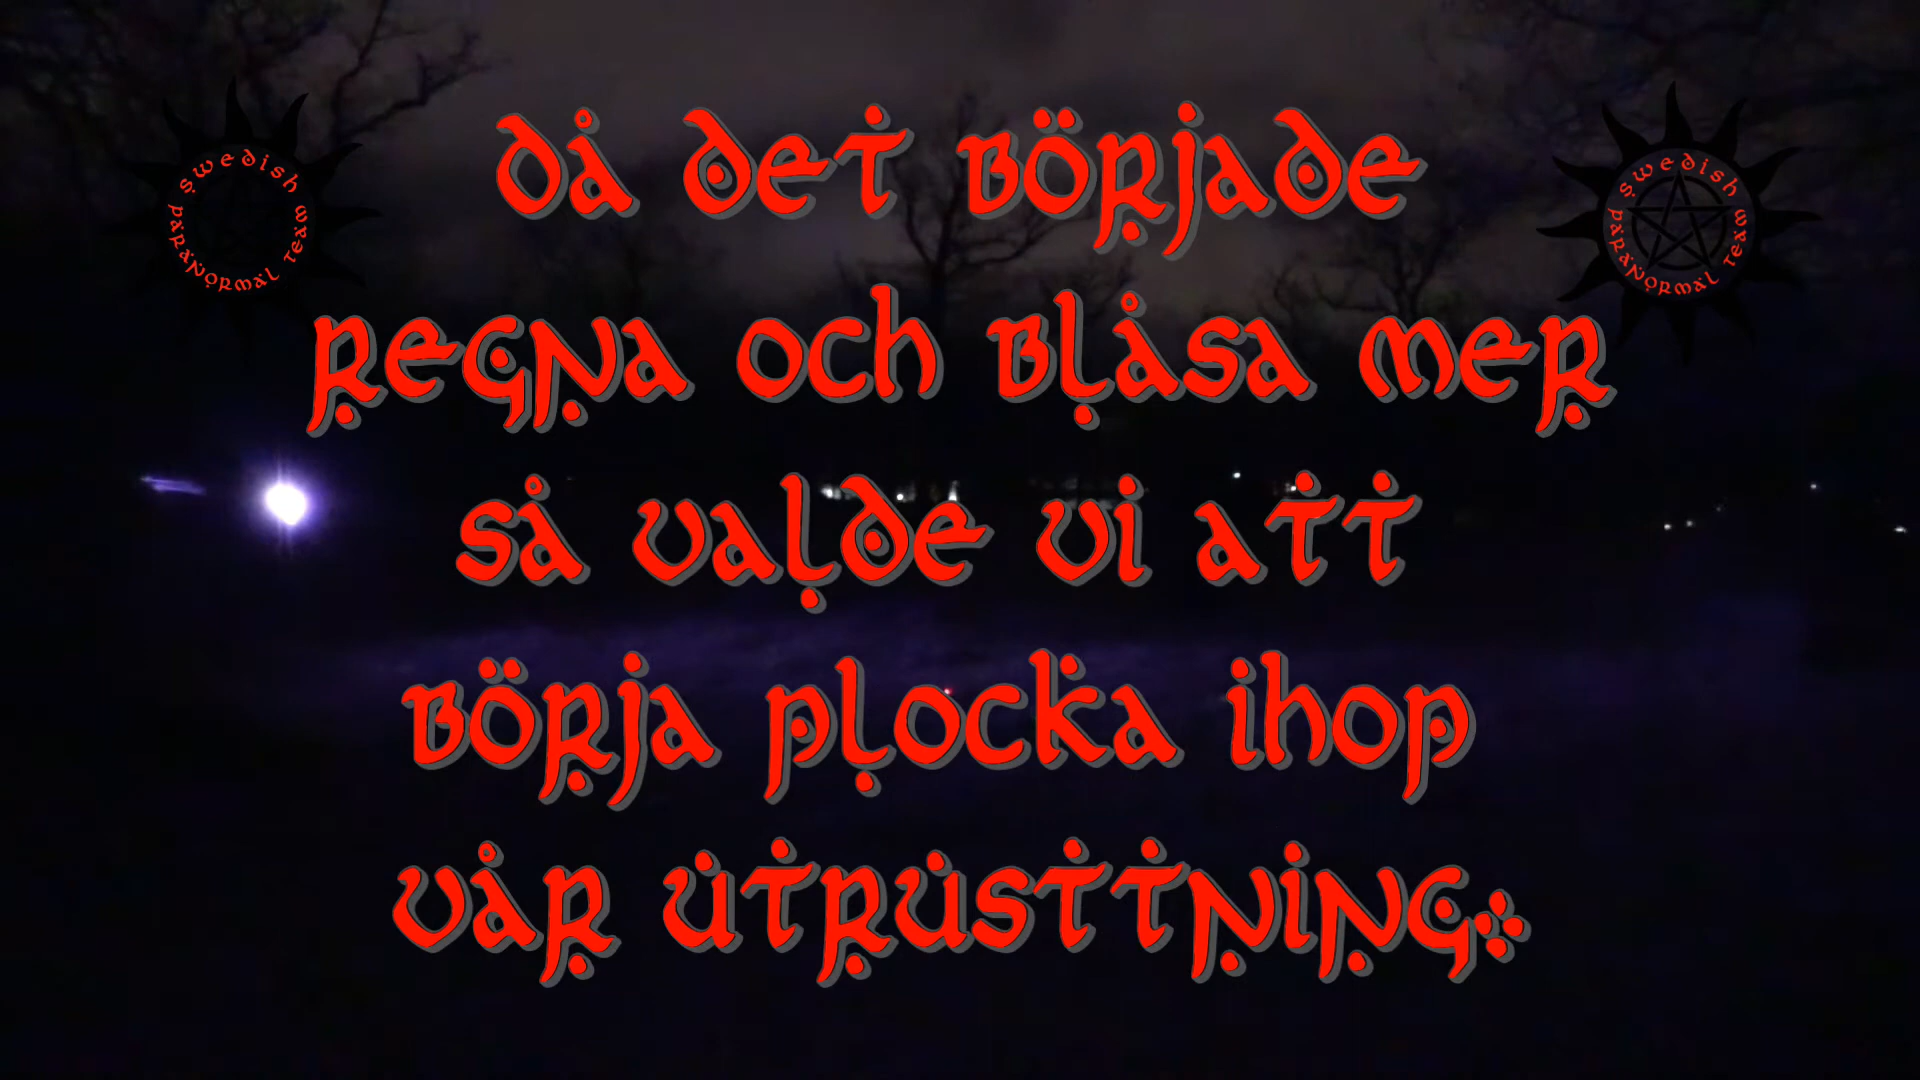 Då det började
regna och blåsa mer
så valde vi att
börja plocka ihop
vår utrusttning.
Swedish Paranormal Team
Swedish Paranormal Team